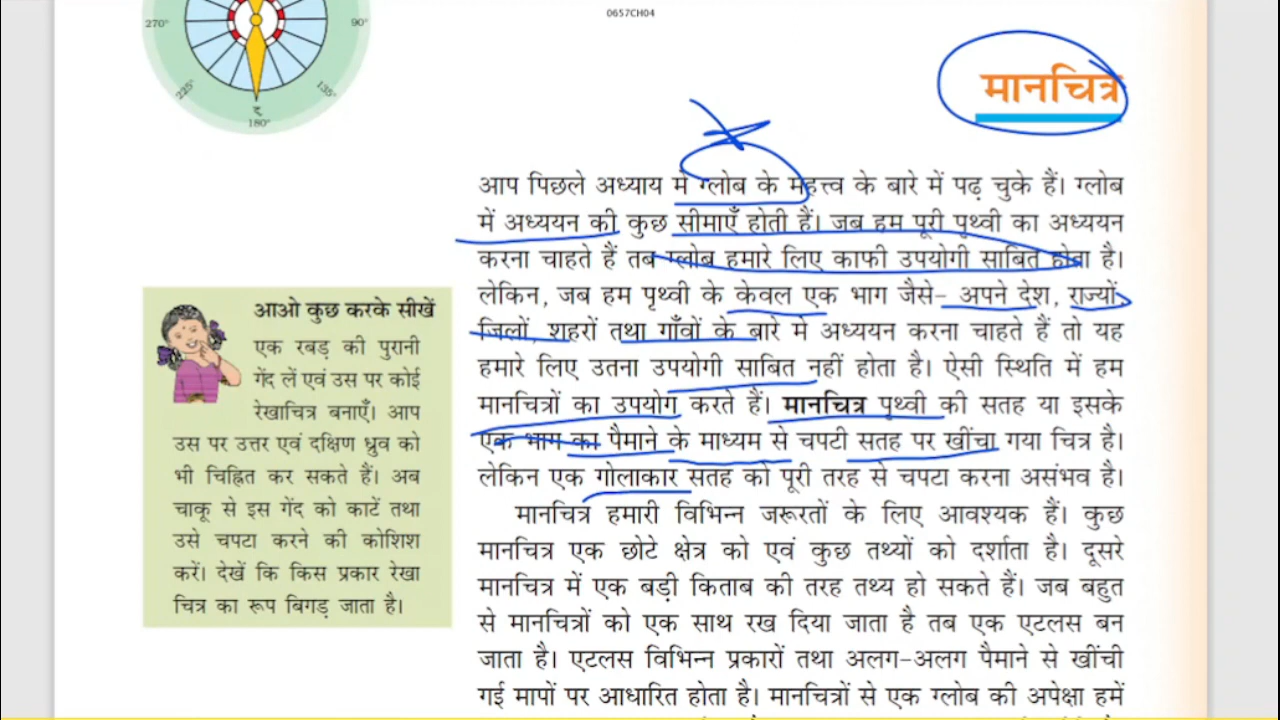 0657CH04
270°
90°
225°
135°
द.
180°
मानचित्र
आप पिछले अध्याय में ग्लोब के महत्त्व के बारे में पढ़ चुके हैं। ग्लोब
में अध्ययन की कुछ सीमाएँ होती हैं। जब हम पूरी पृथ्वी का अध्ययन
करना चाहते हैं तब ग्लोब हमारे लिए काफी उपयोगी साबित होता है।
लेकिन, जब हम पृथ्वी के केवल एक भाग जैसे– अपने देश, राज्यों
जिलों, शहरों तथा गाँवों के बारे में अध्ययन करना चाहते हैं तो यह
हमारे लिए उतना उपयोगी साबित नहीं होता है। ऐसी स्थिति में हम
मानचित्रों का उपयोग करते हैं। मानचित्र पृथ्वी की सतह या इसके
एक भाग का पैमाने के माध्यम से चपटी सतह पर खींचा गया चित्र है।
लेकिन एक गोलाकार सतह को पूरी तरह से चपटा करना असंभव है।
मानचित्र हमारी विभिन्न जरूरतों के लिए आवश्यक हैं। कुछ
मानचित्र एक छोटे क्षेत्र को एवं कुछ तथ्यों को दर्शाता है। दूसरे
मानचित्र में एक बड़ी किताब की तरह तथ्य हो सकते हैं। जब बहुत
से मानचित्रों को एक साथ रख दिया जाता है तब एक एटलस बन
जाता है। एटलस विभिन्न प्रकारों तथा अलग-अलग पैमाने से खींची
गई मापों पर आधारित होता है। मानचित्रों से एक ग्लोब की अपेक्षा हमें
आओ कुछ करके सीखें
एक रबड़ की पुरानी
गेंद लें एवं उस पर कोई
रेखाचित्र बनाएँ। आप
उस पर उत्तर एवं दक्षिण ध्रुव को
भी चिह्नित कर सकते हैं। अब
चाकू से इस गेंद को काटें तथा
उसे चपटा करने की कोशिश
करें। देखें कि किस प्रकार रेखा
चित्र का रूप बिगड़ जाता है।